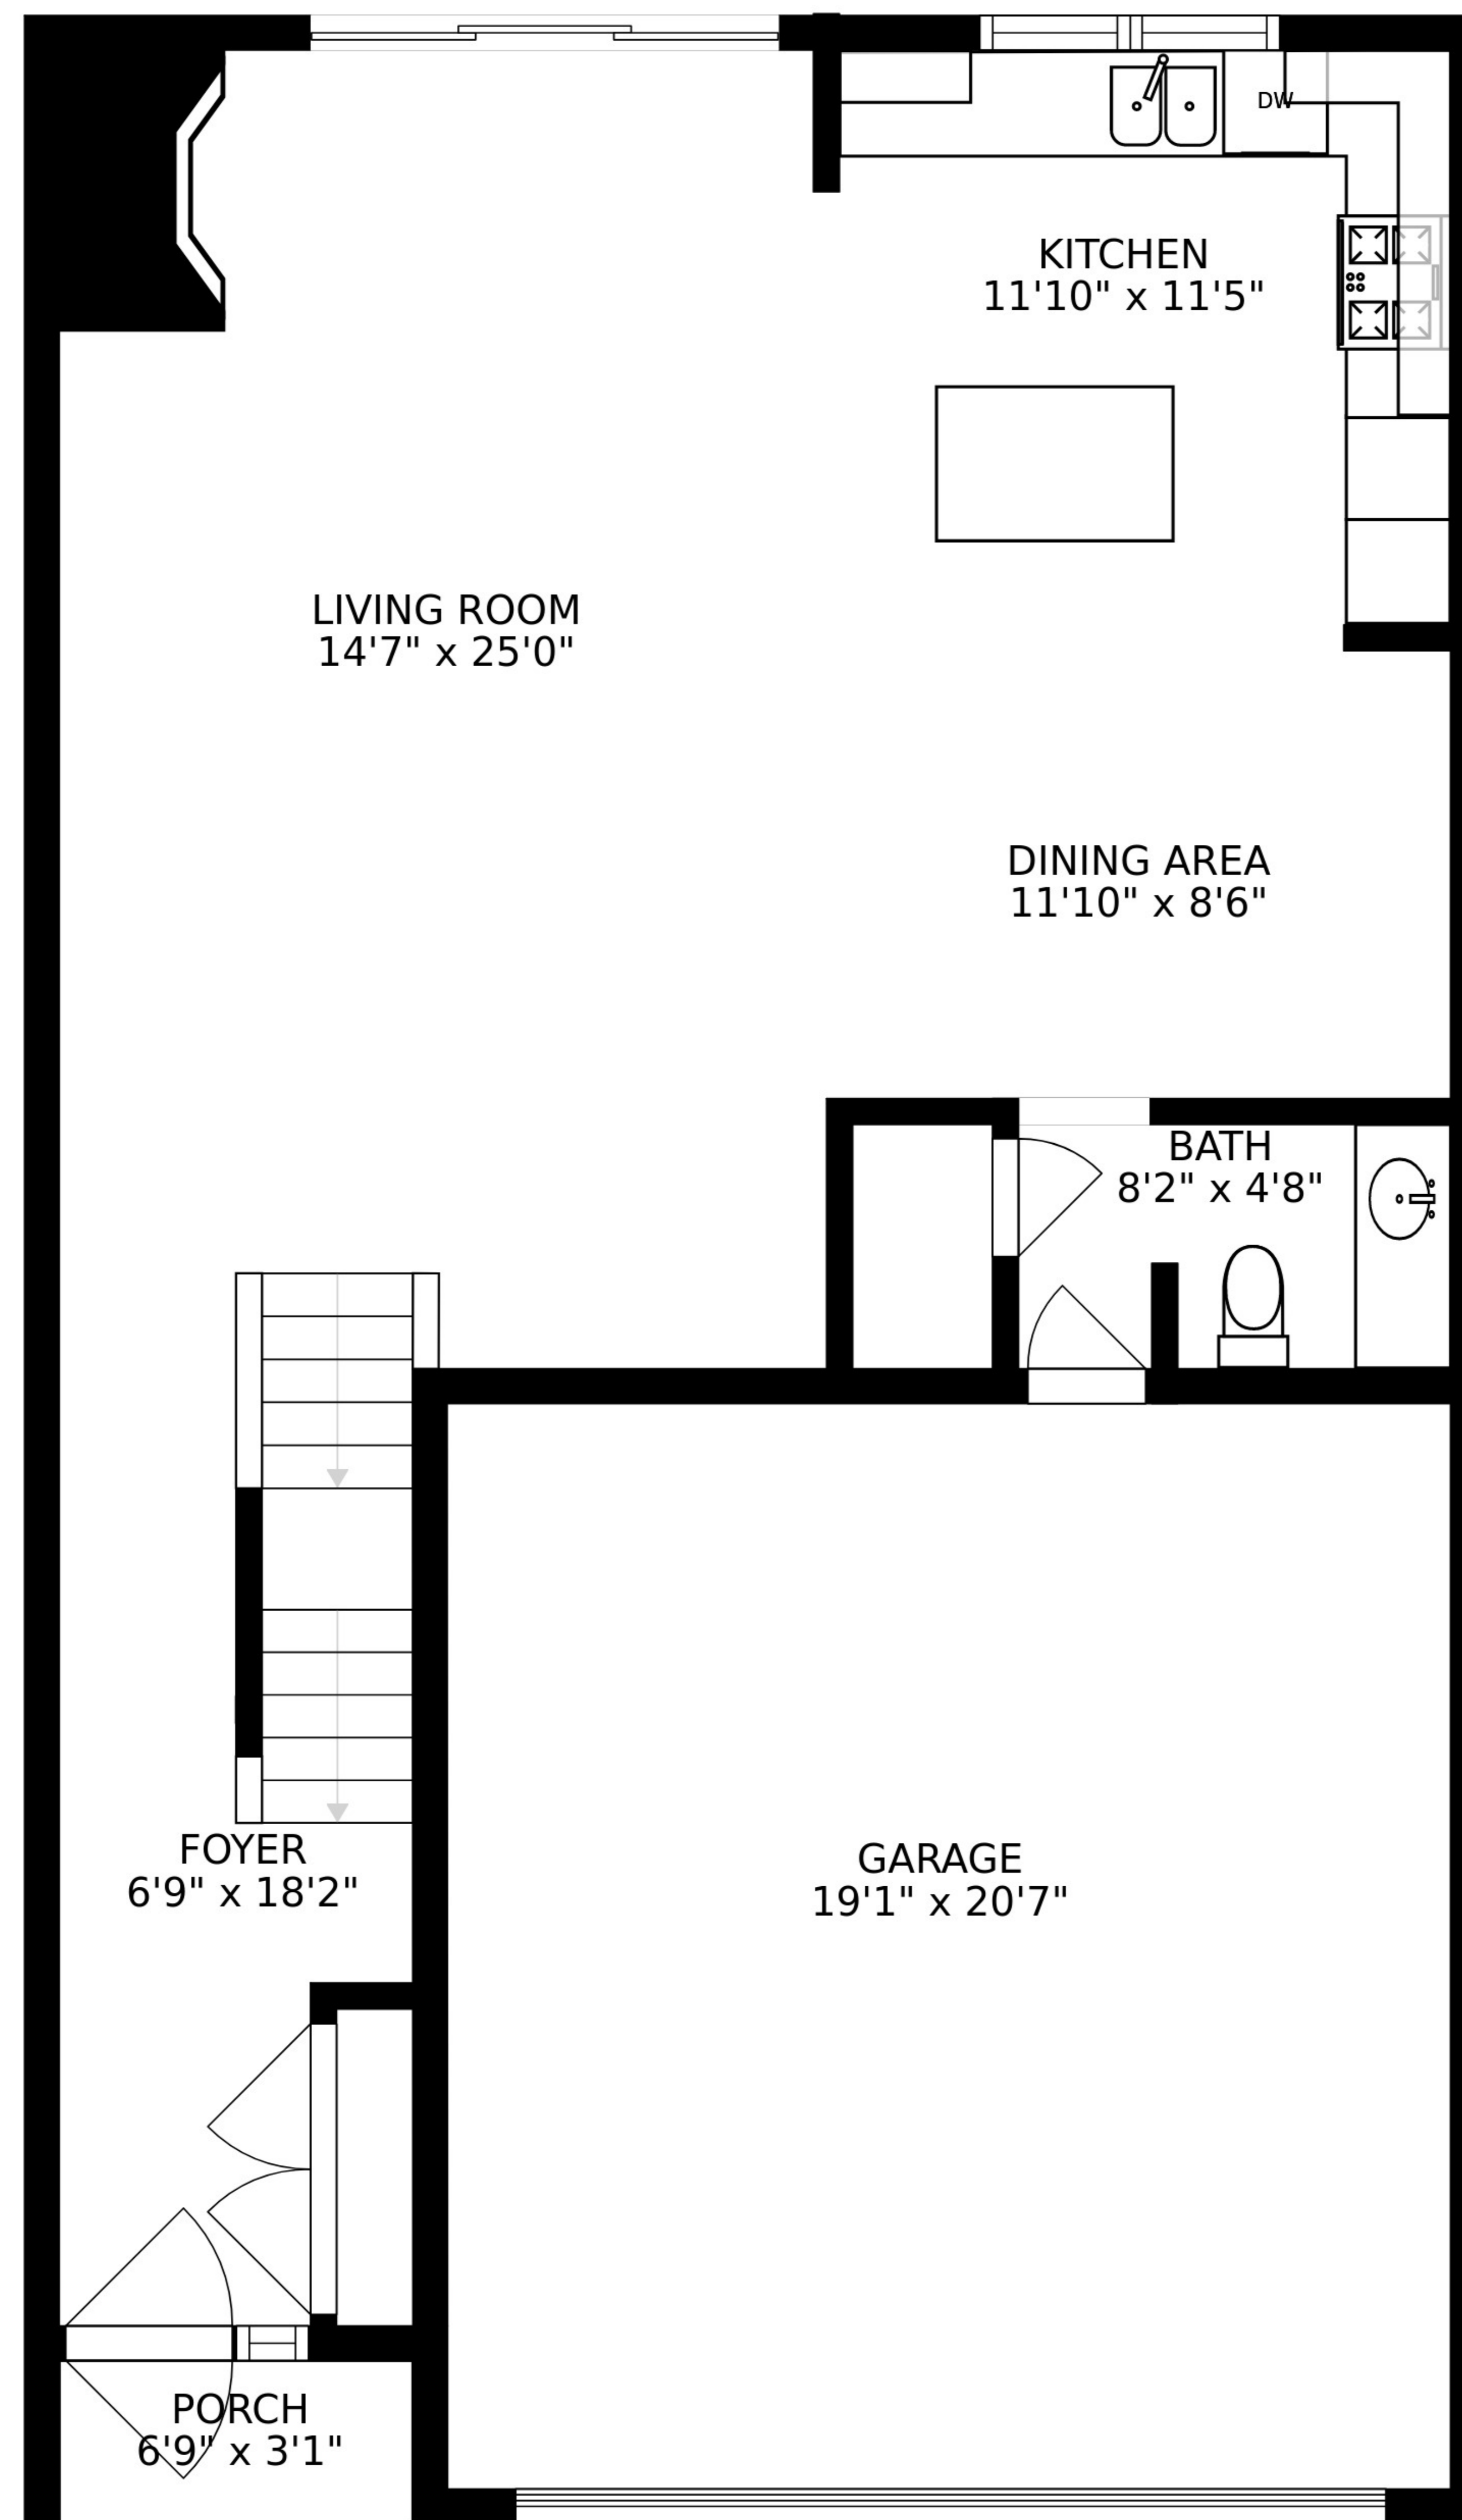 DW
KITCHEN
11'10" x 11'5"
LIVING ROOM
14'7" x 25'0"
DINING AREA
11'10" x 8'6"
BATH
8'2" x 4'8"
FOYER
6'9" x 18'2"
GARAGE
19'1" x 20'7"
PORCH
6'9" x 3'1"